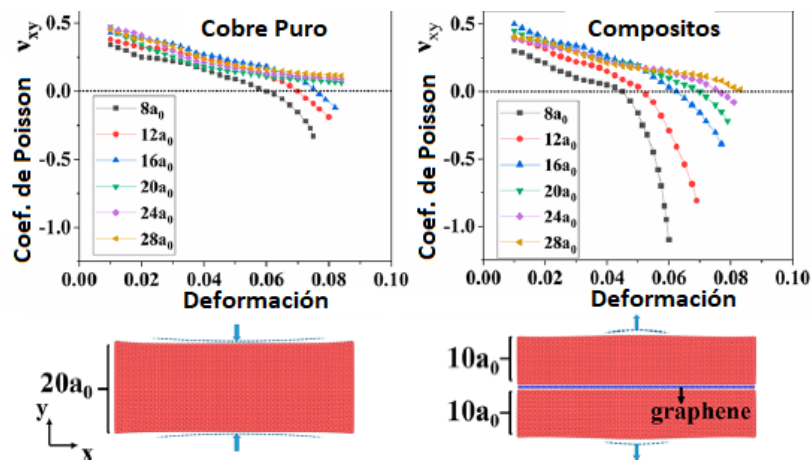 Cobre Puro
Coef. de Poisson ν_xy
0.5
0.0
-0.5
-1.0
8a₀
12a₀
16a₀
20a₀
24a₀
28a₀
0.00 0.02 0.04 0.06 0.08 0.10
Deformación
Compositos
Coef. de Poisson ν_xy
0.5
0.0
-0.5
-1.0
8a₀
12a₀
16a₀
20a₀
24a₀
28a₀
0.00 0.02 0.04 0.06 0.08 0.10
Deformación
20a₀
y
x
10a₀
10a₀
graphene